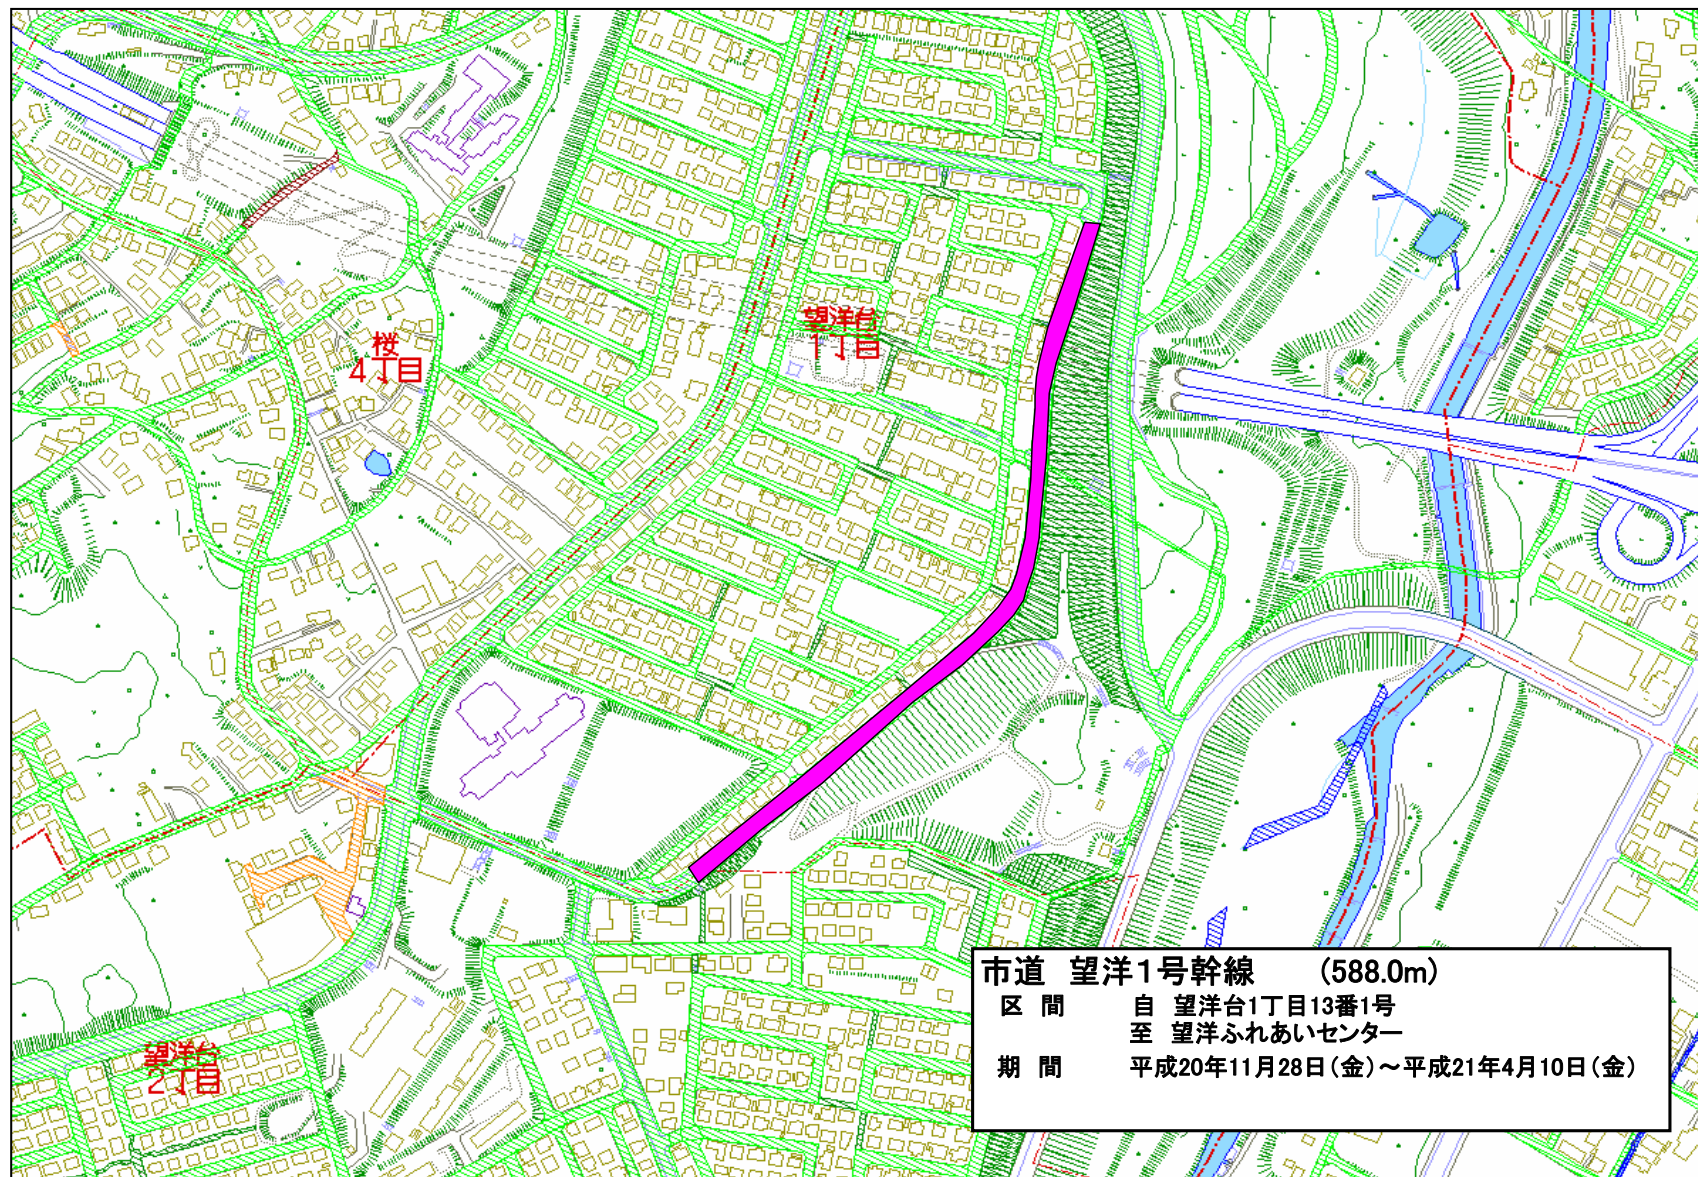 望洋台
1丁目
桜
4丁目
望洋台
2丁目
市道 望洋1号幹線 (588.0m)
区間 自 望洋台1丁目13番1号
至 望洋ふれあいセンター
期間 平成20年11月28日(金)～平成21年4月10日(金)